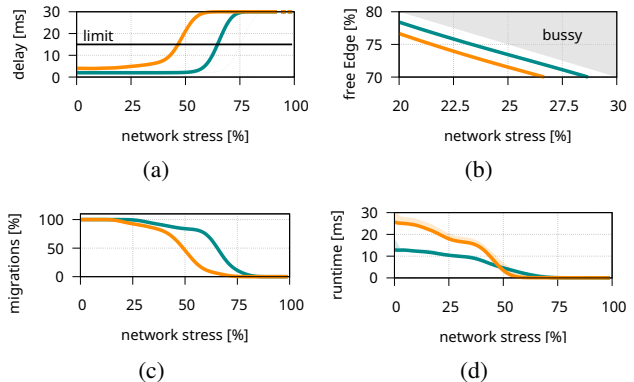 delay [ms]
30
20
10
0
limit
0
25
50
75
100
network stress [%]
(a)
free Edge [%]
80
75
70
bussy
20
22.5
25
27.5
30
network stress [%]
(b)
migrations [%]
100
50
0
0
25
50
75
100
network stress [%]
(c)
runtime [ms]
30
20
10
0
0
25
50
75
100
network stress [%]
(d)